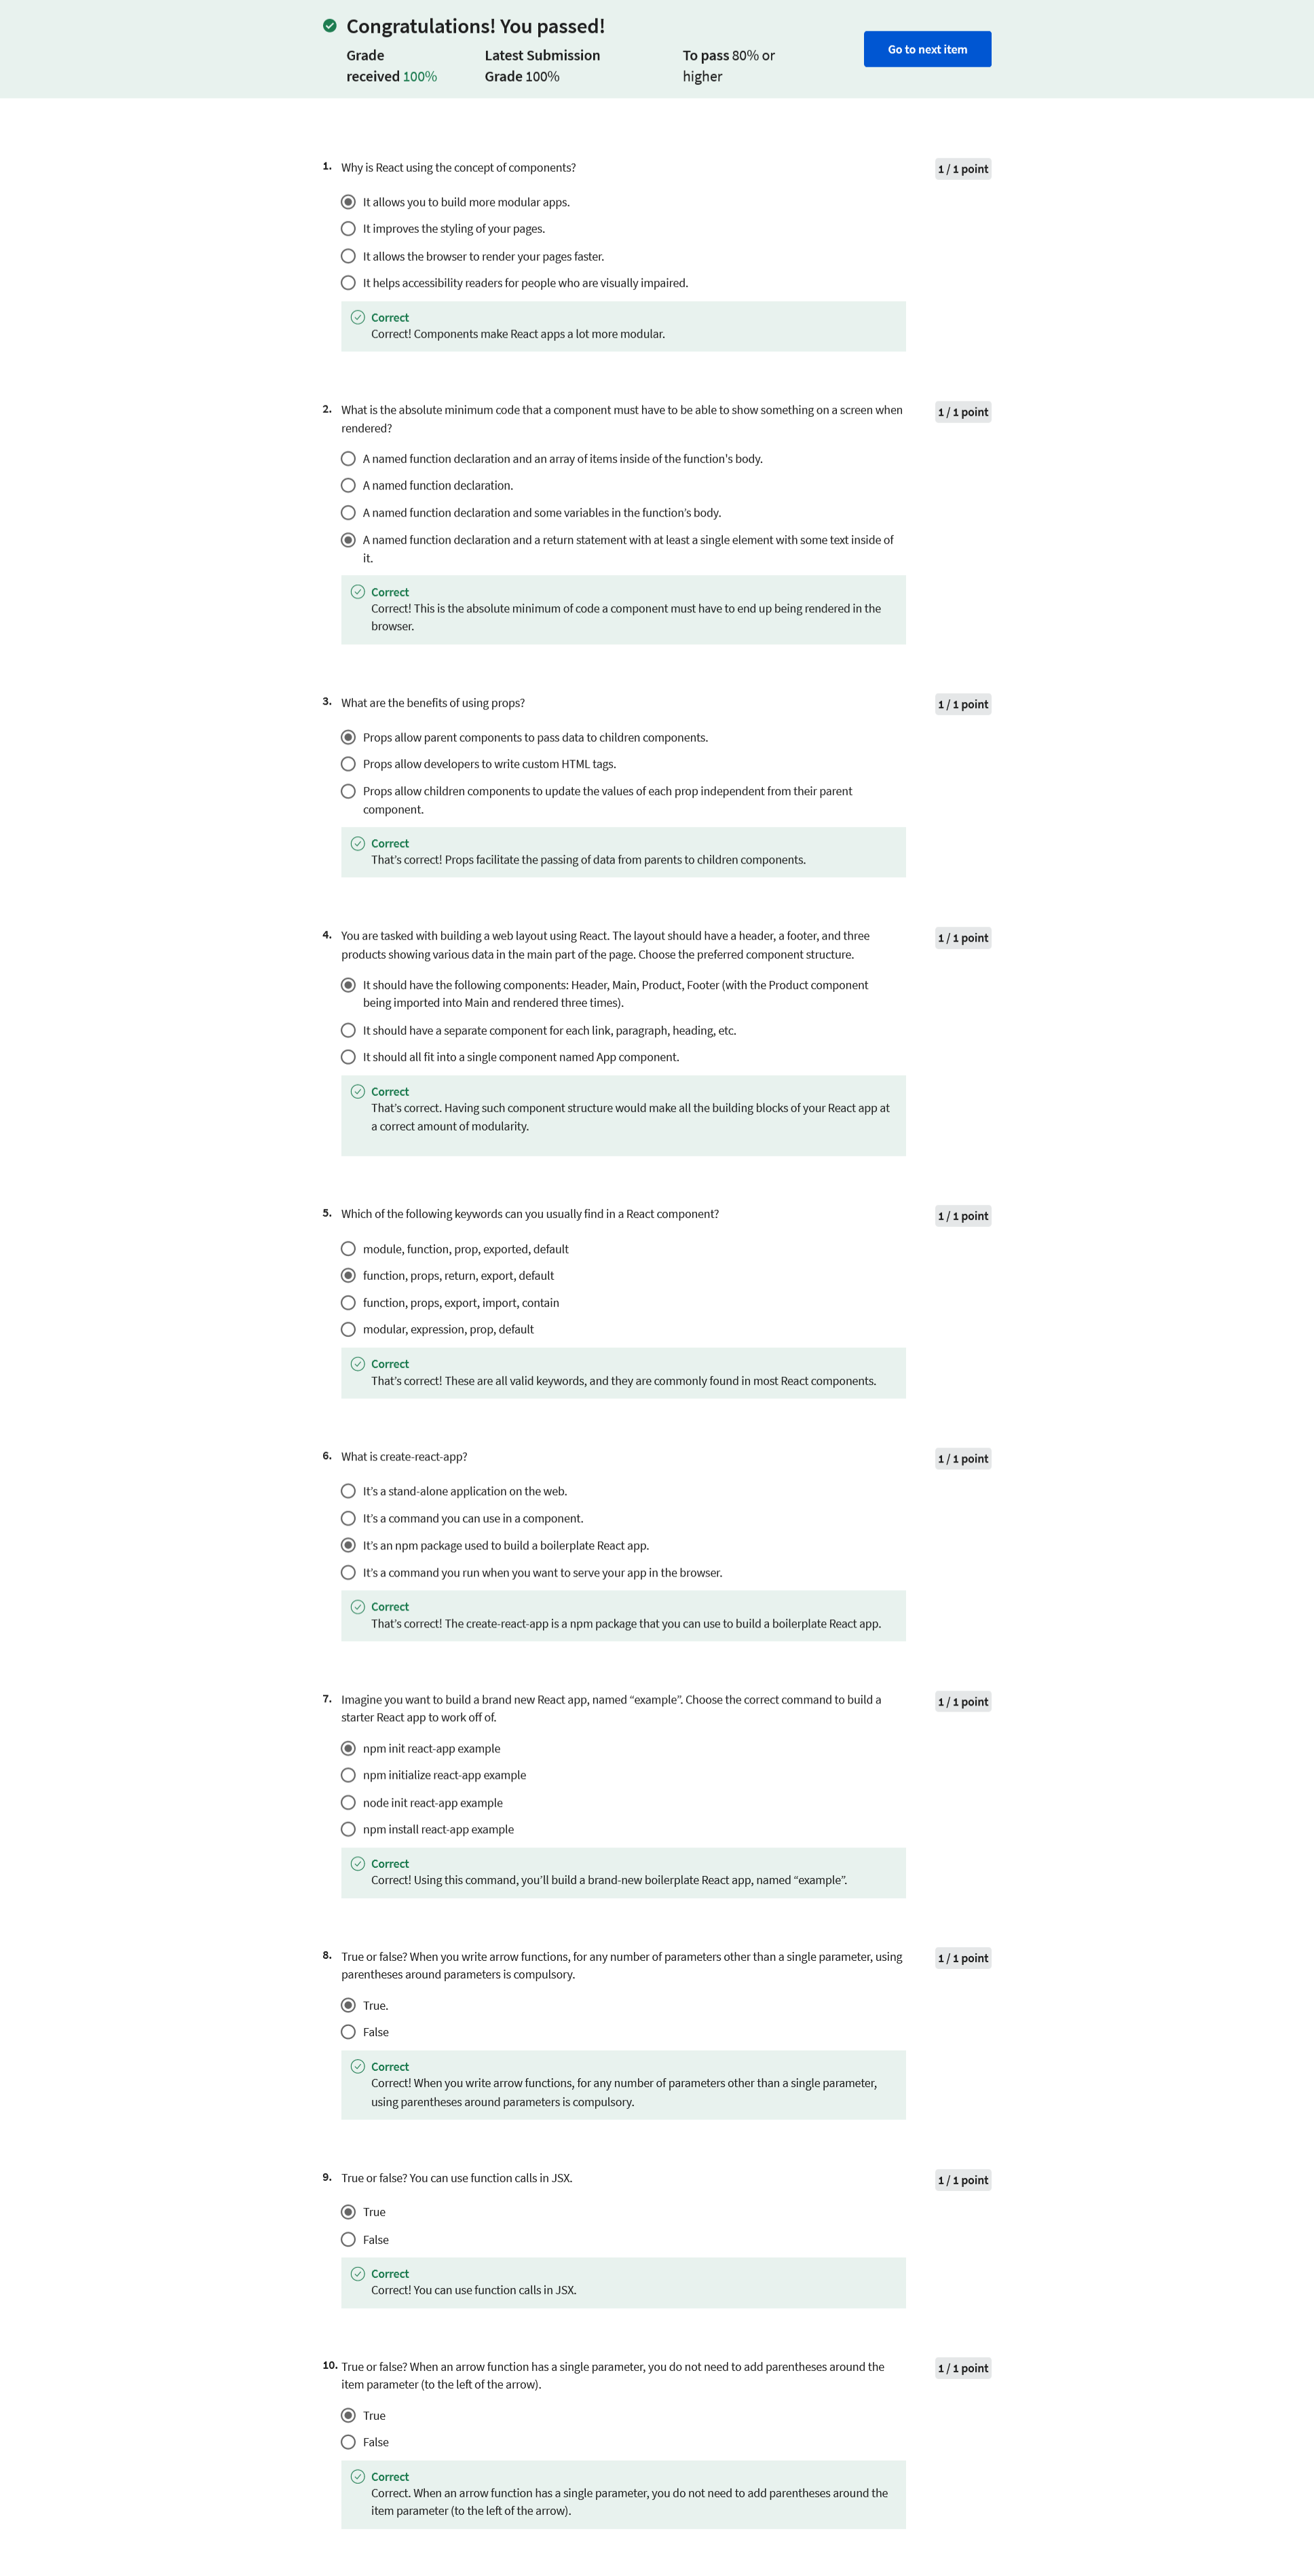 Congratulations! You passed!
Grade
received 100%
Latest Submission
Grade 100%
To pass 80% or
higher
Go to next item
1. Why is React using the concept of components?
1 / 1 point
It allows you to build more modular apps.
It improves the styling of your pages.
It allows the browser to render your pages faster.
It helps accessibility readers for people who are visually impaired.
Correct
Correct! Components make React apps a lot more modular.
2. What is the absolute minimum code that a component must have to be able to show something on a screen when
rendered?
1 / 1 point
A named function declaration and an array of items inside of the function's body.
A named function declaration.
A named function declaration and some variables in the function’s body.
A named function declaration and a return statement with at least a single element with some text inside of
it.
Correct
Correct! This is the absolute minimum of code a component must have to end up being rendered in the
browser.
3. What are the benefits of using props?
1 / 1 point
Props allow parent components to pass data to children components.
Props allow developers to write custom HTML tags.
Props allow children components to update the values of each prop independent from their parent
component.
Correct
That’s correct! Props facilitate the passing of data from parents to children components.
4. You are tasked with building a web layout using React. The layout should have a header, a footer, and three
products showing various data in the main part of the page. Choose the preferred component structure.
1 / 1 point
It should have the following components: Header, Main, Product, Footer (with the Product component
being imported into Main and rendered three times).
It should have a separate component for each link, paragraph, heading, etc.
It should all fit into a single component named App component.
Correct
That’s correct. Having such component structure would make all the building blocks of your React app at
a correct amount of modularity.
5. Which of the following keywords can you usually find in a React component?
1 / 1 point
module, function, prop, exported, default
function, props, return, export, default
function, props, export, import, contain
modular, expression, prop, default
Correct
That’s correct! These are all valid keywords, and they are commonly found in most React components.
6. What is create-react-app?
1 / 1 point
It’s a stand-alone application on the web.
It’s a command you can use in a component.
It’s an npm package used to build a boilerplate React app.
It’s a command you run when you want to serve your app in the browser.
Correct
That’s correct! The create-react-app is a npm package that you can use to build a boilerplate React app.
7. Imagine you want to build a brand new React app, named “example”. Choose the correct command to build a
starter React app to work off of.
1 / 1 point
npm init react-app example
npm initialize react-app example
node init react-app example
npm install react-app example
Correct
Correct! Using this command, you’ll build a brand-new boilerplate React app, named “example”.
8. True or false? When you write arrow functions, for any number of parameters other than a single parameter, using
parentheses around parameters is compulsory.
1 / 1 point
True.
False
Correct
Correct! When you write arrow functions, for any number of parameters other than a single parameter,
using parentheses around parameters is compulsory.
9. True or false? You can use function calls in JSX.
1 / 1 point
True
False
Correct
Correct! You can use function calls in JSX.
10. True or false? When an arrow function has a single parameter, you do not need to add parentheses around the
item parameter (to the left of the arrow).
1 / 1 point
True
False
Correct
Correct. When an arrow function has a single parameter, you do not need to add parentheses around the
item parameter (to the left of the arrow).